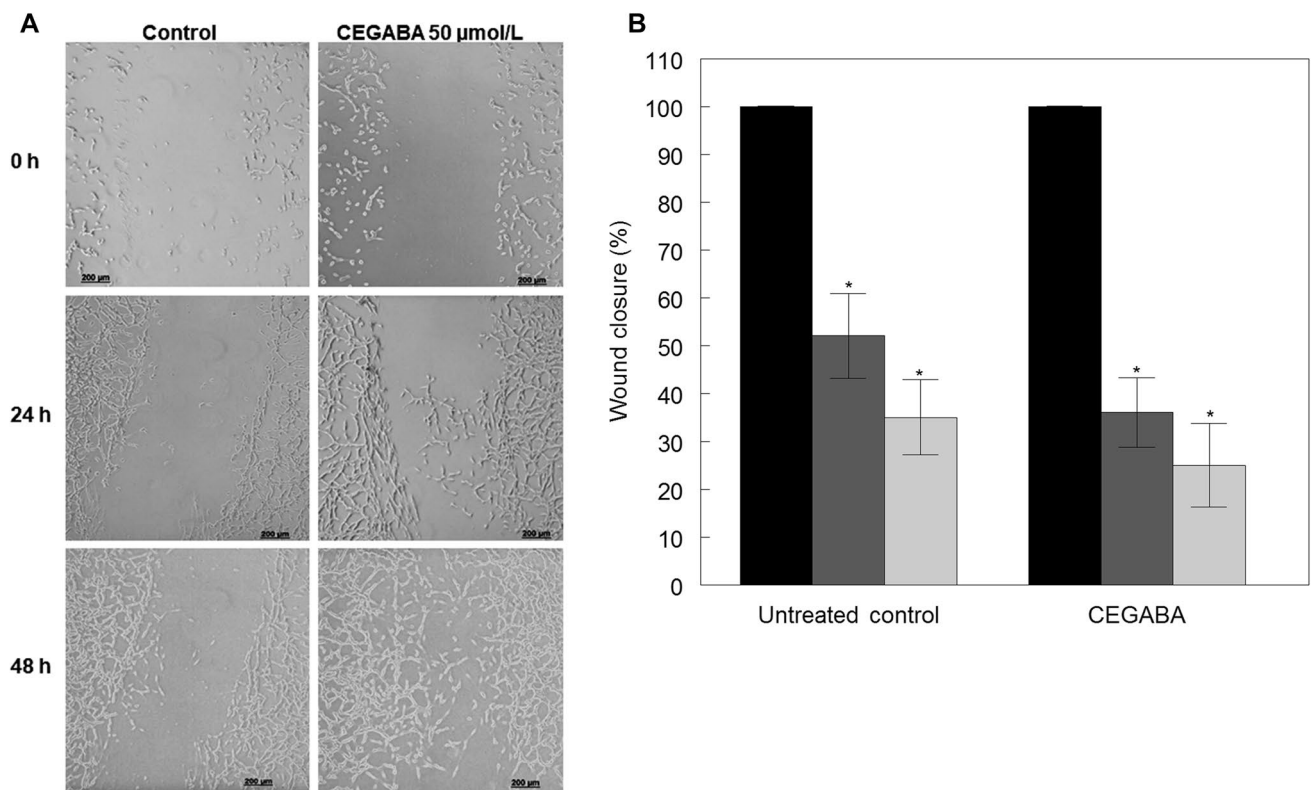 A
Control
CEGABA 50 µmol/L
0 h
200 µm
200 µm
24 h
200 µm
200 µm
48 h
200 µm
200 µm
B
110
100
90
80
70
60
50
40
30
20
10
0
Wound closure (%)
*
*
*
*
Untreated control
CEGABA